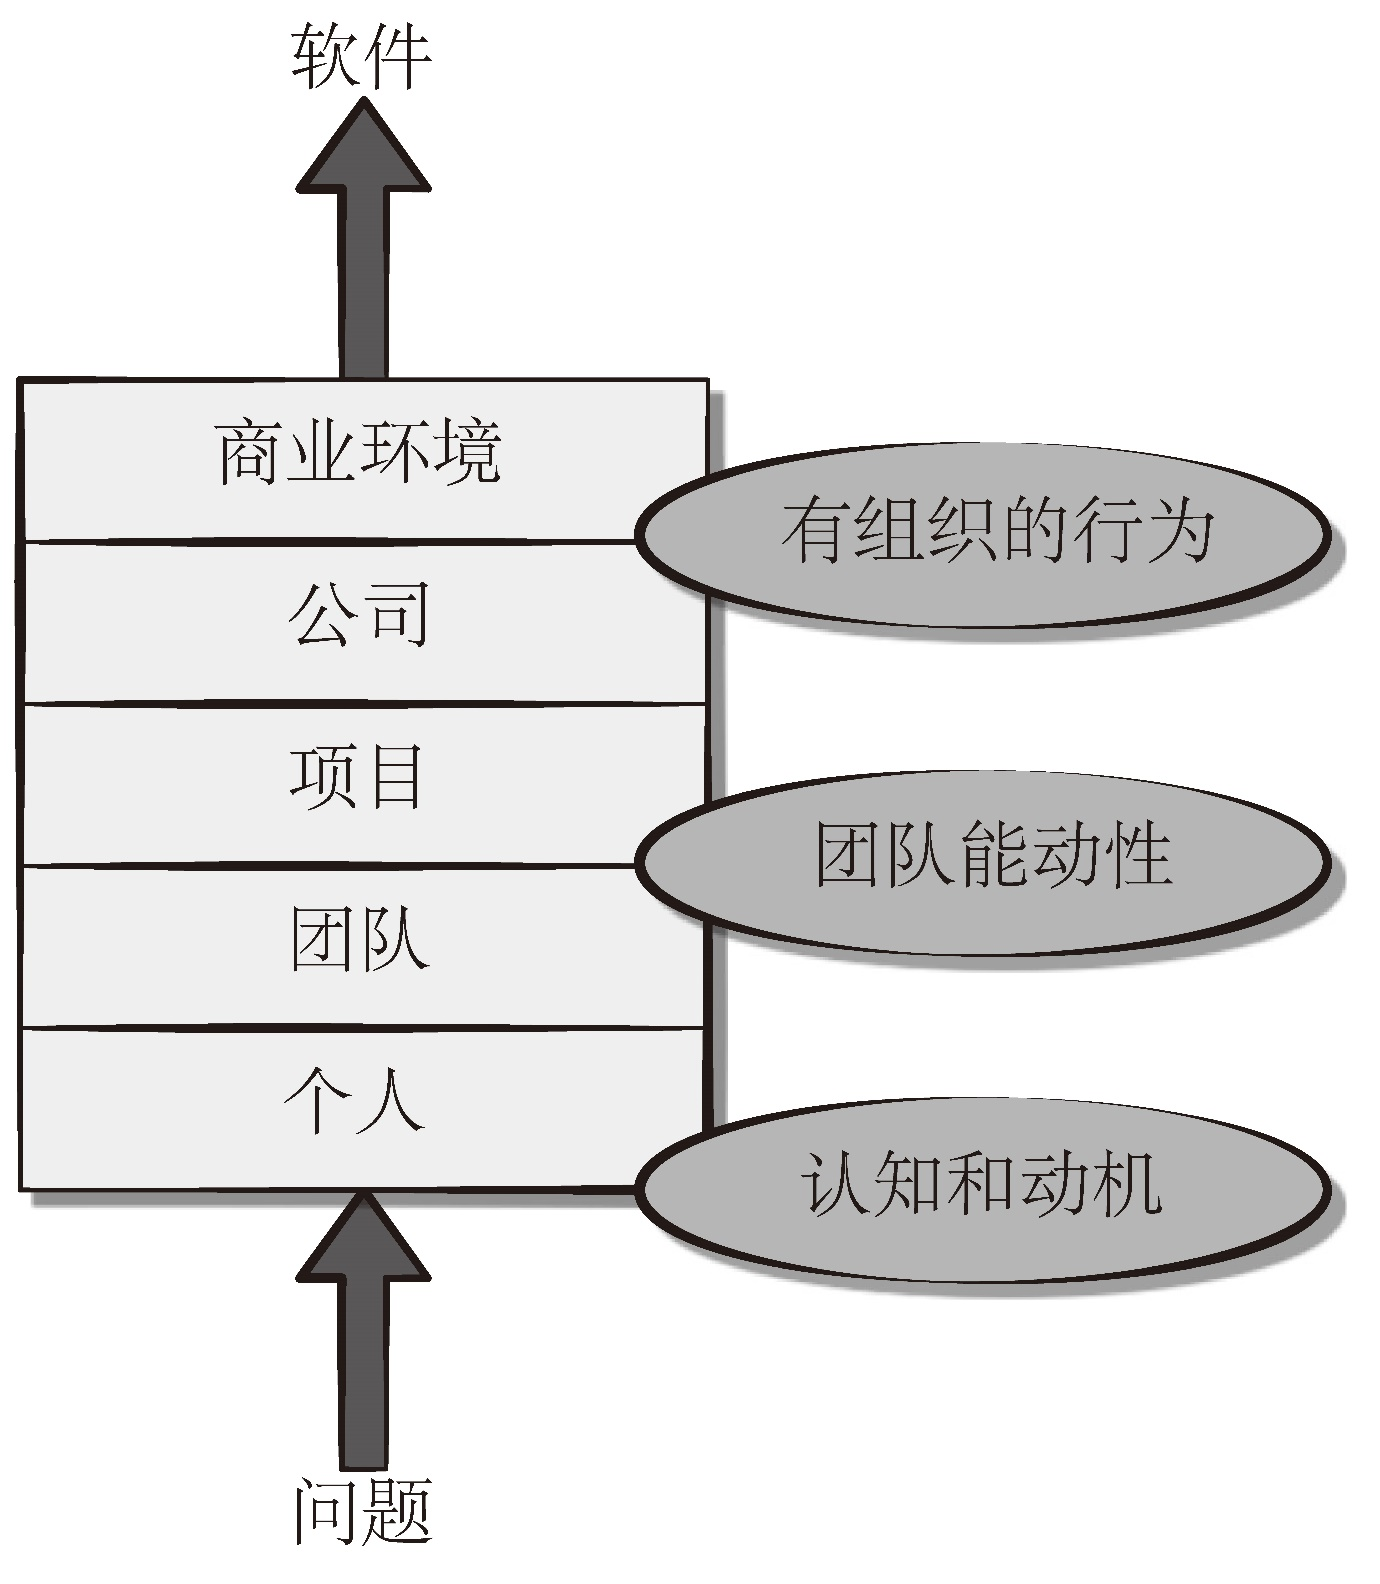 软件
商业环境
有组织的行为
公司
项目
团队能动性
团队
个人
认知和动机
问题